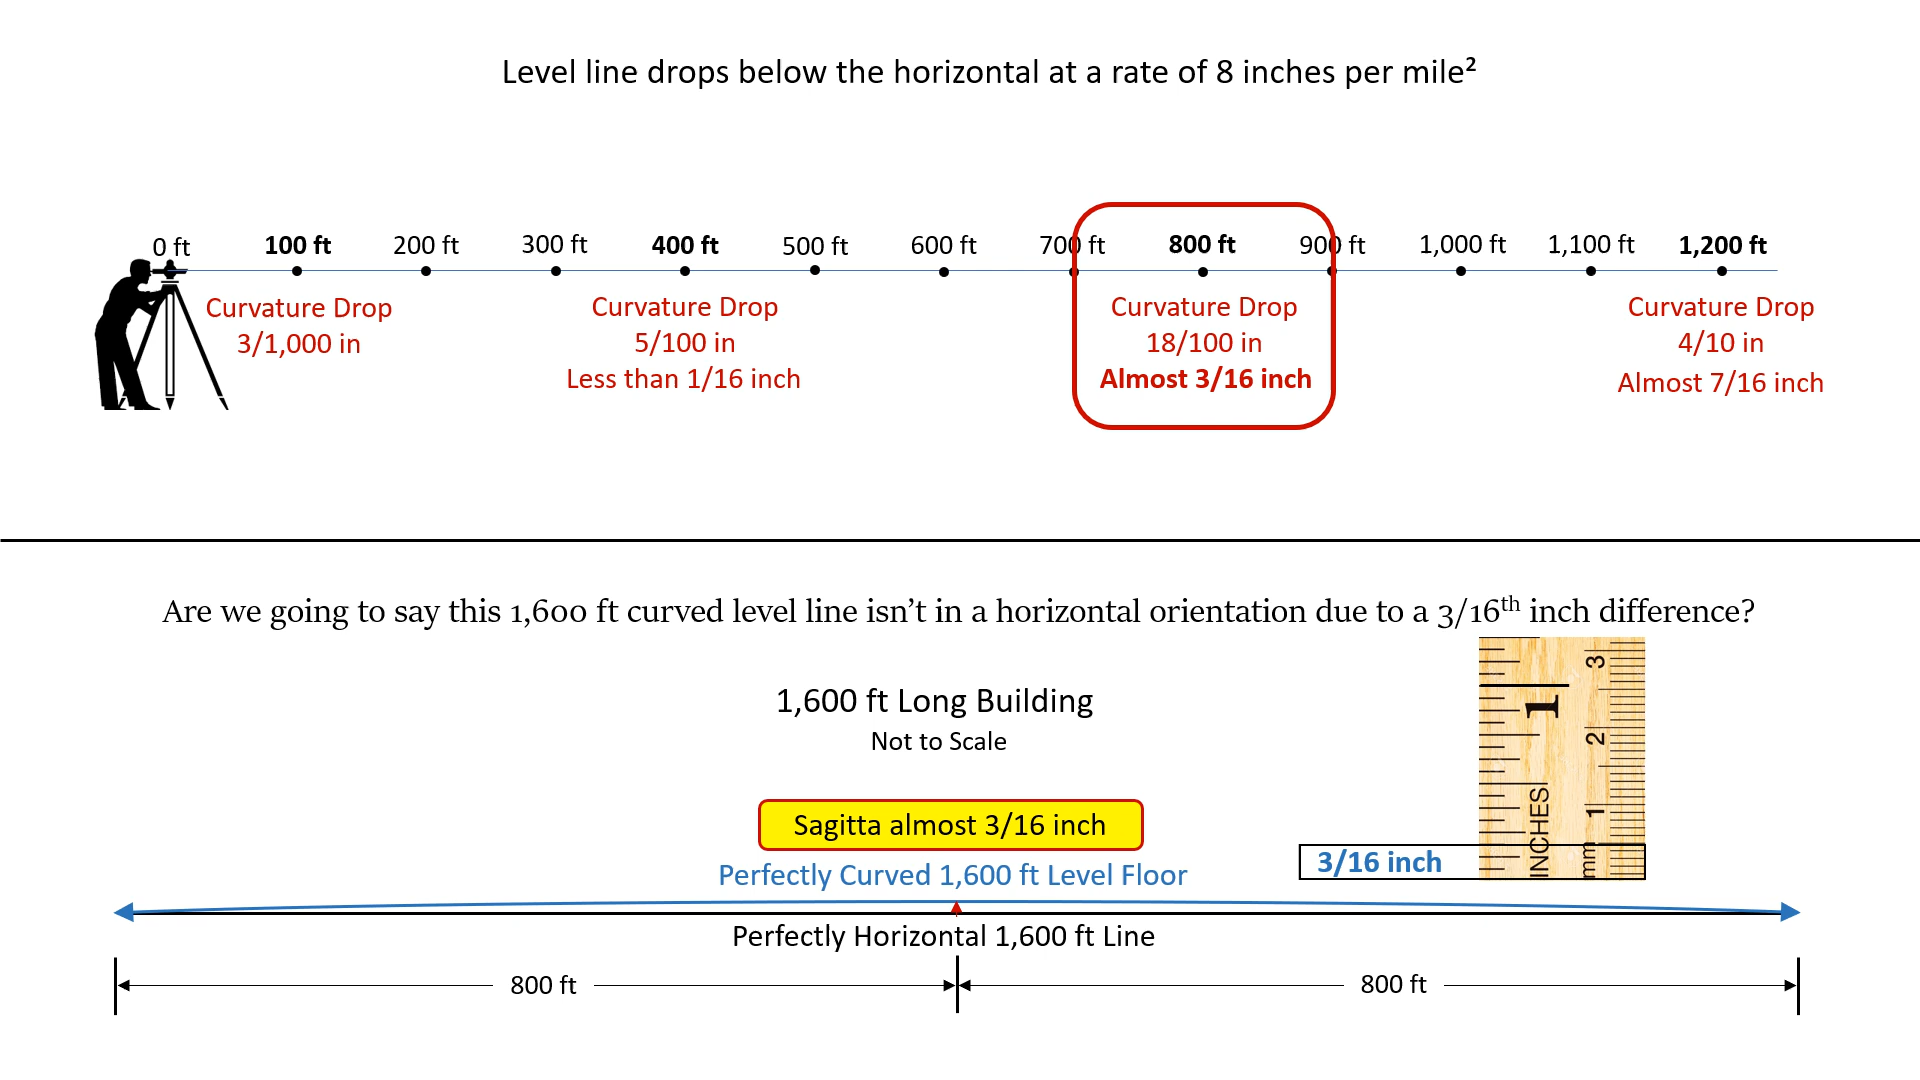 Level line drops below the horizontal at a rate of 8 inches per mile²
0 ft 100 ft 200 ft 300 ft 400 ft 500 ft 600 ft 700 ft 800 ft 900 ft 1,000 ft 1,100 ft 1,200 ft
Curvature Drop
3/1,000 in
Curvature Drop
5/100 in
Less than 1/16 inch
Curvature Drop
18/100 in
Almost 3/16 inch
Curvature Drop
4/10 in
Almost 7/16 inch
Are we going to say this 1,600 ft curved level line isn't in a horizontal orientation due to a 3/16th inch difference?
1,600 ft Long Building
Not to Scale
Sagitta almost 3/16 inch
Perfectly Curved 1,600 ft Level Floor
3
1
2
INCHES
1
mm
3/16 inch
Perfectly Horizontal 1,600 ft Line
800 ft 800 ft